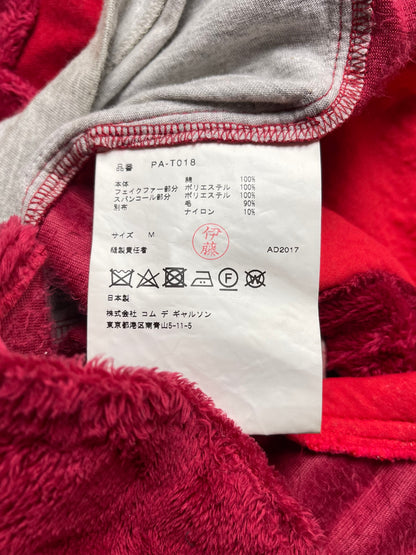 品番 PA-T018
本体 綿 100%
フェイクファー部分 ポリエステル 100%
スパンコール部分 ポリエステル 100%
別布 毛 90%
ナイロン 10%
サイズ M
縫製責任者 伊藤 AD2017
日本製
株式会社 コム デ ギャルソン
東京都港区南青山5-11-5